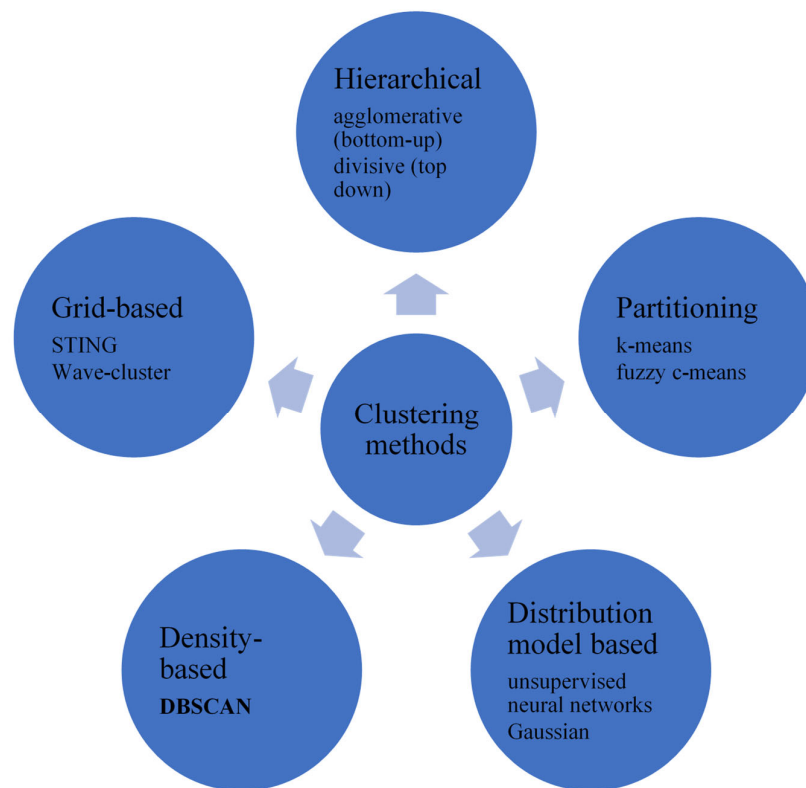 Hierarchical
agglomerative
(bottom-up)
divisive (top
down)
Grid-based
STING
Wave-cluster
Partitioning
k-means
fuzzy c-means
Clustering
methods
Density-
based
DBSCAN
Distribution
model based
unsupervised
neural networks
Gaussian